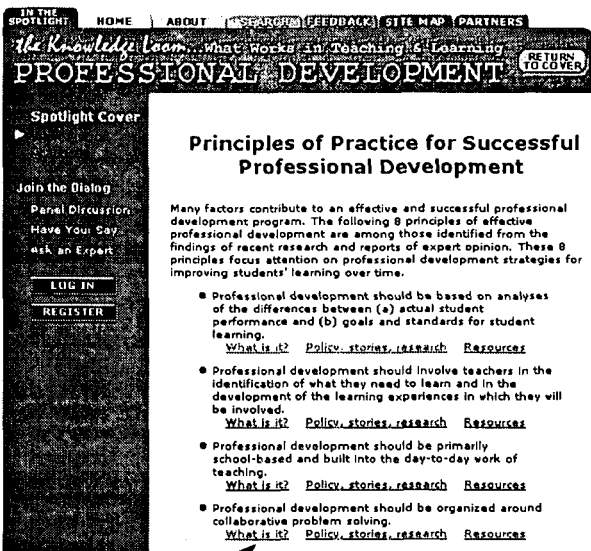 IN THE
SPOTLIGHT HOME ABOUT SEARCH FEEDBACK SITE MAP PARTNERS
the Knowledge Loom...What Works in Teaching & Learning
PROFESSIONAL DEVELOPMENT
RETURN
TO COVER
Spotlight Cover
Join the Dialog
Panel Discussion
Have Your Say
Ask an Expert
LOG IN
REGISTER
Principles of Practice for Successful
Professional Development
Many factors contribute to an effective and successful professional
development program. The following 8 principles of effective
professional development are among those identified from the
findings of recent research and reports of expert opinion. These 8
principles focus attention on professional development strategies for
improving students' learning over time.
Professional development should be based on analyses
of the differences between (a) actual student
performance and (b) goals and standards for student
learning.
What is it? Policy, stories, research Resources
Professional development should involve teachers in the
identification of what they need to learn and in the
development of the learning experiences in which they will
be involved.
What is it? Policy, stories, research Resources
Professional development should be primarily
school-based and built into the day-to-day work of
teaching.
What is it? Policy, stories, research Resources
Professional development should be organized around
collaborative problem solving.
What is it? Policy, stories, research Resources